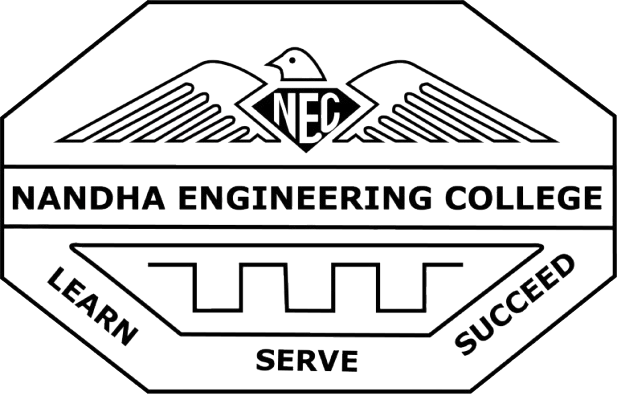 NEC
NANDHA ENGINEERING COLLEGE
LEARN
SERVE
SUCCEED